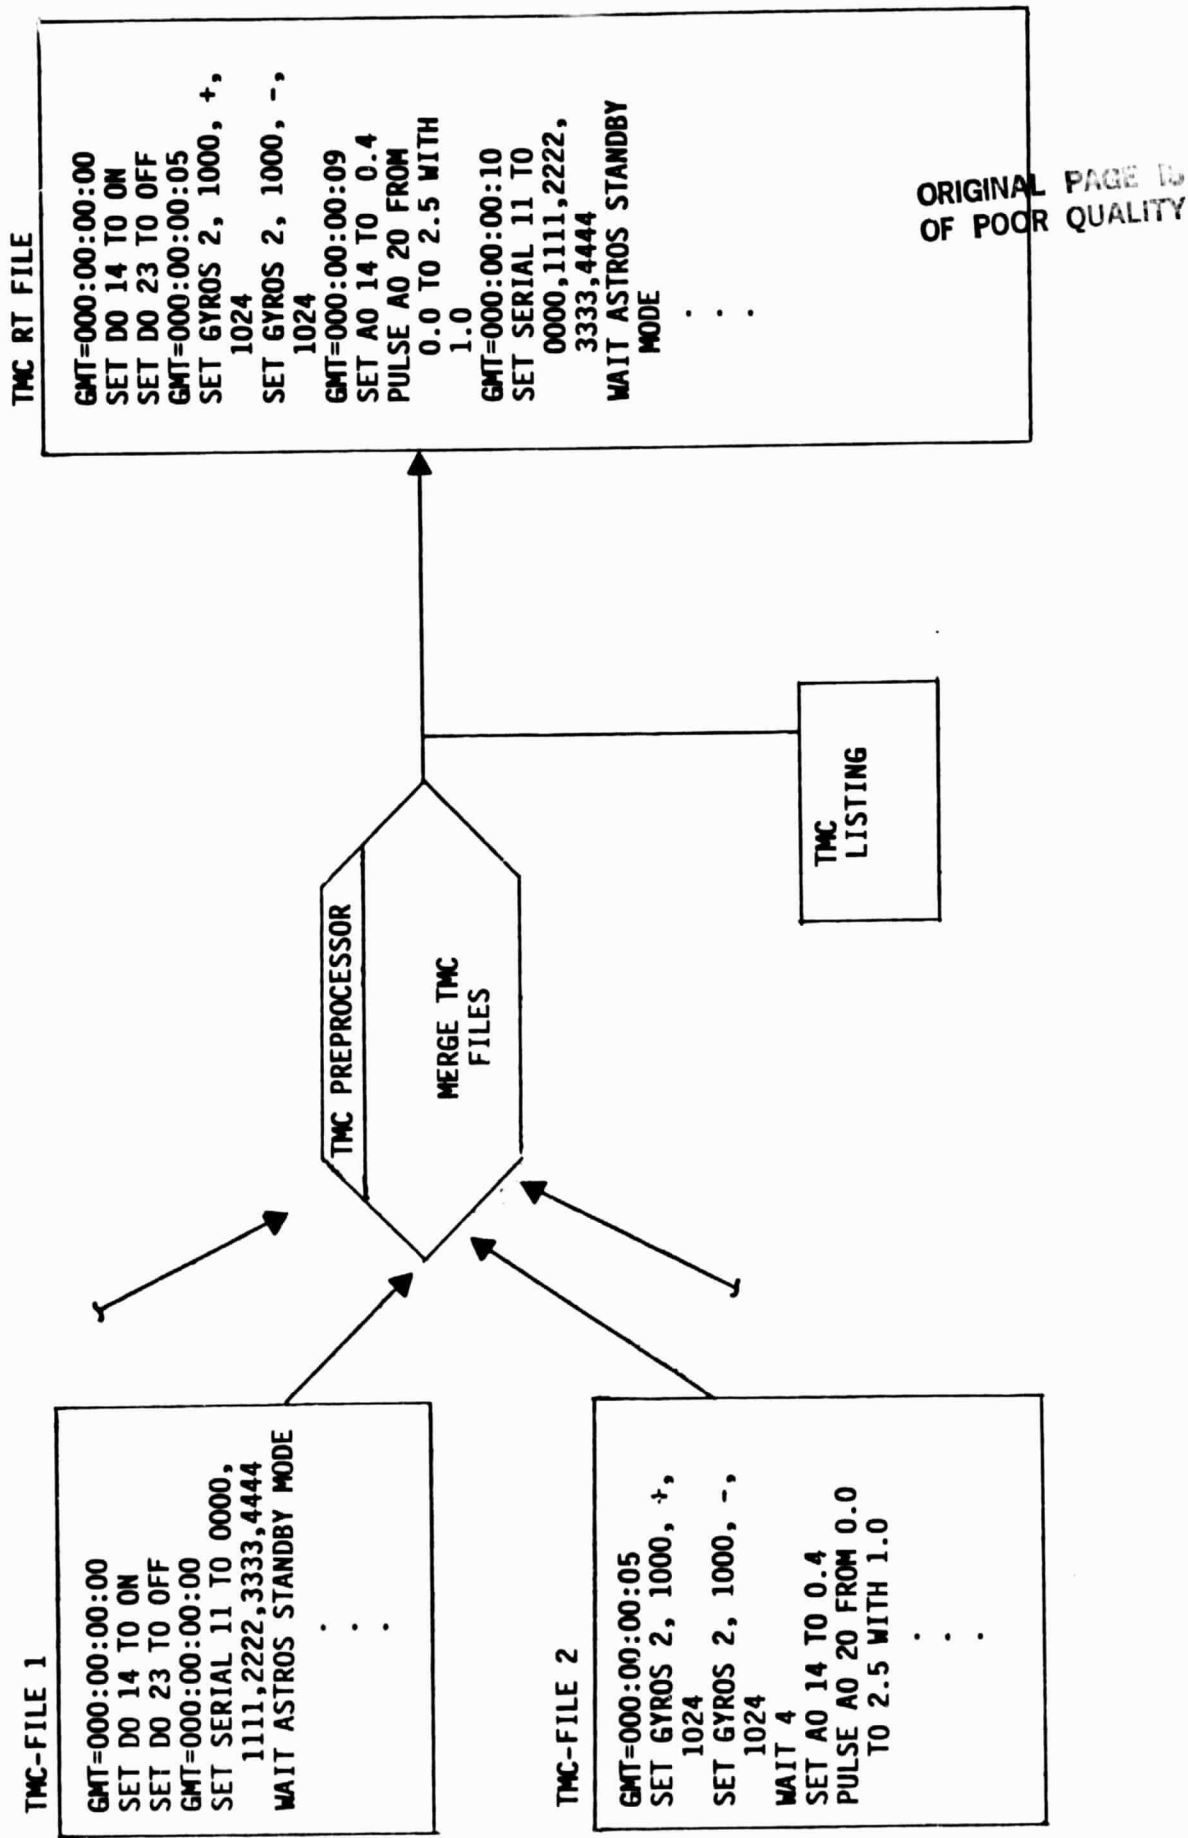 TMC-FILE 1
GMT=000:00:00:00
SET DO 14 TO ON
SET DO 23 TO OFF
GMT=000:00:00:00
SET SERIAL 11 TO 0000,
1111,2222,3333,4444
WAIT ASTROS STANDBY MODE
. . .
TMC-FILE 2
GMT=000:00:00:05
SET GYROS 2, 1000, +,
1024
SET GYROS 2, 1000, -,
1024
WAIT 4
SET AO 14 TO 0.4
PULSE AO 20 FROM 0.0
TO 2.5 WITH 1.0
. . .
TMC PREPROCESSOR
MERGE TMC
FILES
TMC
LISTING
TMC RT FILE
GMT=000:00:00:00
SET DO 14 TO ON
SET DO 23 TO OFF
GMT=000:00:00:05
SET GYROS 2, 1000, +,
1024
SET GYROS 2, 1000, -,
1024
GMT=000:00:00:09
SET AO 14 TO 0.4
PULSE AO 20 FROM
0.0 TO 2.5 WITH
1.0
GMT=000:00:00:10
SET SERIAL 11 TO
0000,1111,2222,
3333,4444
WAIT ASTROS STANDBY
MODE
. . .
ORIGINAL PAGE IS
OF POOR QUALITY